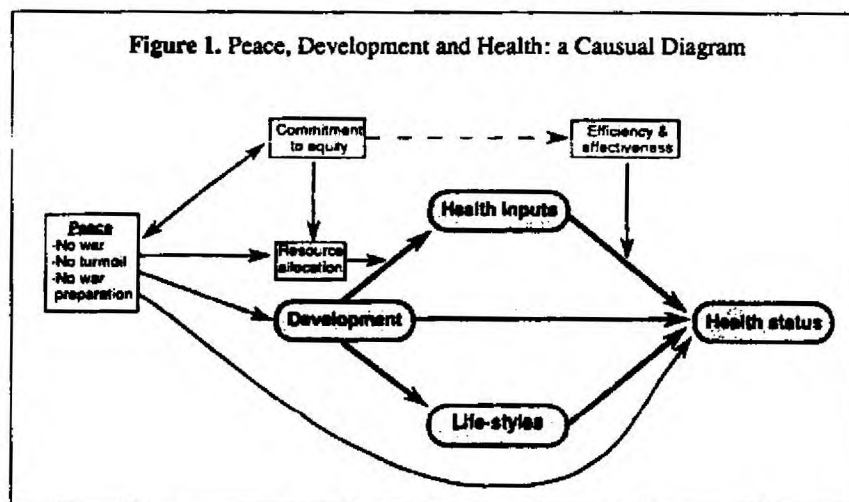 Figure 1. Peace, Development and Health: a Causual Diagram
Commitment
to equity
Efficiency &
effectiveness
Health Inputs
Peace
-No war
-No turmoil
-No war
preparation
Resource
allocation
Development
Health status
Life-styles